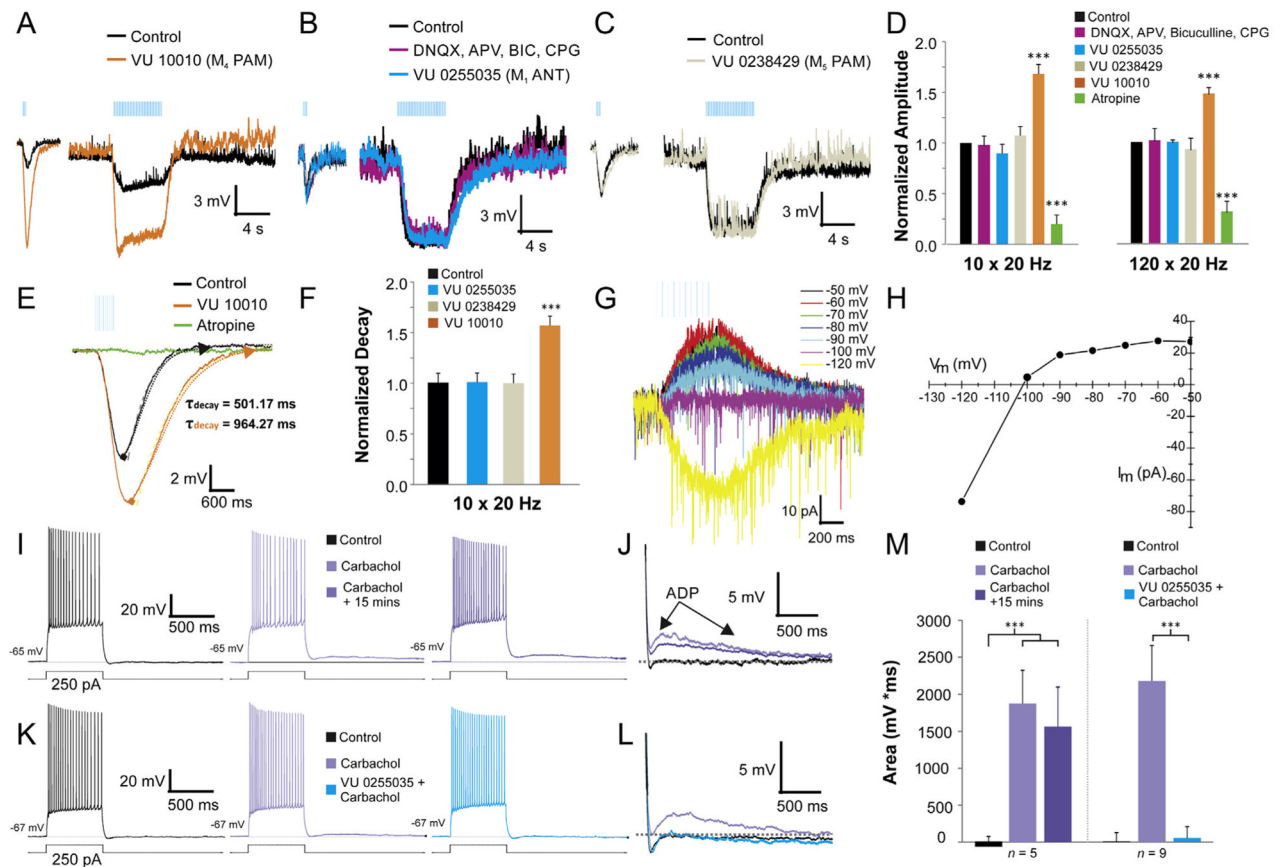 A
Control
VU 10010 (M4 PAM)
3 mV
4 s
B
Control
DNQX, APV, BIC, CPG
VU 0255035 (M1 ANT)
3 mV
4 s
C
Control
VU 0238429 (M5 PAM)
3 mV
4 s
D
Control
DNQX, APV, Bicuculline, CPG
VU 0255035
VU 0238429
VU 10010
Atropine
Normalized Amplitude
2.0
1.5
1.0
0.5
0.0
***
***
***
***
10 x 20 Hz
120 x 20 Hz
E
Control
VU 10010
Atropine
τdecay = 501.17 ms
τdecay = 964.27 ms
2 mV
600 ms
F
Control
VU 0255035
VU 0238429
VU 10010
Normalized Decay
2.0
1.5
1.0
0.5
0.0
***
10 x 20 Hz
G
-50 mV
-60 mV
-70 mV
-80 mV
-90 mV
-100 mV
-120 mV
10 pA
200 ms
H
Vm (mV)
-130 -120 -110 -100 -90 -80 -70 -60 -50
40
20
0
-20
-40
-60
-80
Im (pA)
I
Control
Carbachol
Carbachol
+ 15 mins
20 mV
500 ms
-65 mV
-65 mV
-65 mV
250 pA
J
ADP
5 mV
500 ms
K
Control
Carbachol
VU 0255035 +
Carbachol
20 mV
500 ms
-67 mV
-67 mV
-67 mV
250 pA
L
5 mV
500 ms
M
Control
Carbachol
Carbachol
+15 mins
Control
Carbachol
VU 0255035 +
Carbachol
Area (mV *ms)
3000
2700
2000
1700
1000
500
0
***
***
n = 5
n = 9